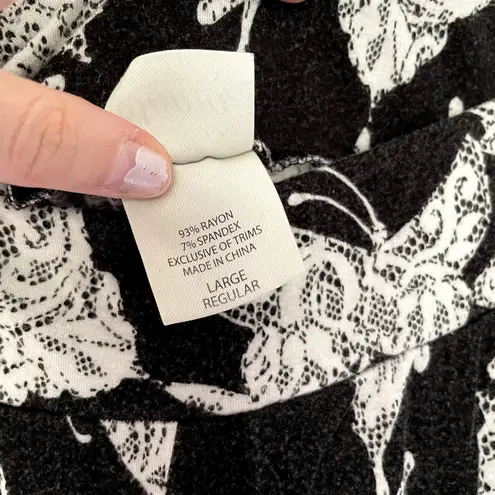 93% RAYON
7% SPANDEX
EXCLUSIVE OF TRIMS
MADE IN CHINA
LARGE
REGULAR